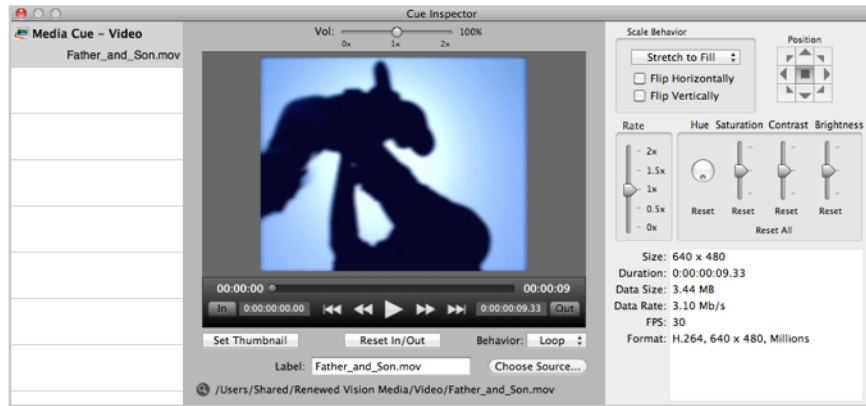 Cue Inspector
Media Cue - Video
Father_and_Son.mov
Vol: 100%
0x 1x 2x
00:00:00 00:00:09
In 0:00:00:00.00 0:00:00:09.33 Out
Set Thumbnail Reset In/Out Behavior: Loop
Label: Father_and_Son.mov Choose Source...
/Users/Shared/Renewed Vision Media/Video/Father_and_Son.mov
Scale Behavior
Stretch to Fill
Flip Horizontally
Flip Vertically
Position
Rate
2x
1.5x
1x
0.5x
0x
Hue Saturation Contrast Brightness
Reset Reset Reset Reset
Reset All
Size: 640 x 480
Duration: 0:00:00:09.33
Data Size: 3.44 MB
Data Rate: 3.10 Mb/s
FPS: 30
Format: H.264, 640 x 480, Millions